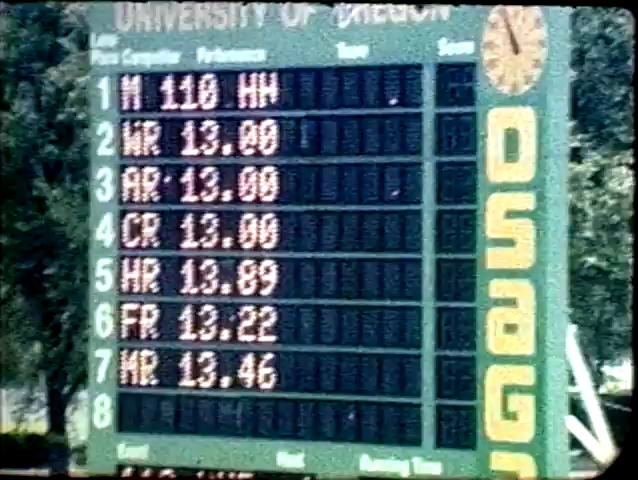 UNIVERSITY OF OREGON
Lane
Place Competitor Performance Team Score
1 M 110 HH
2 WR 13.00
3 AR 13.00
4 CR 13.00
5 HR 13.89
6 FR 13.22
7 MR 13.46
8
Event Heat Running Time
OSaG